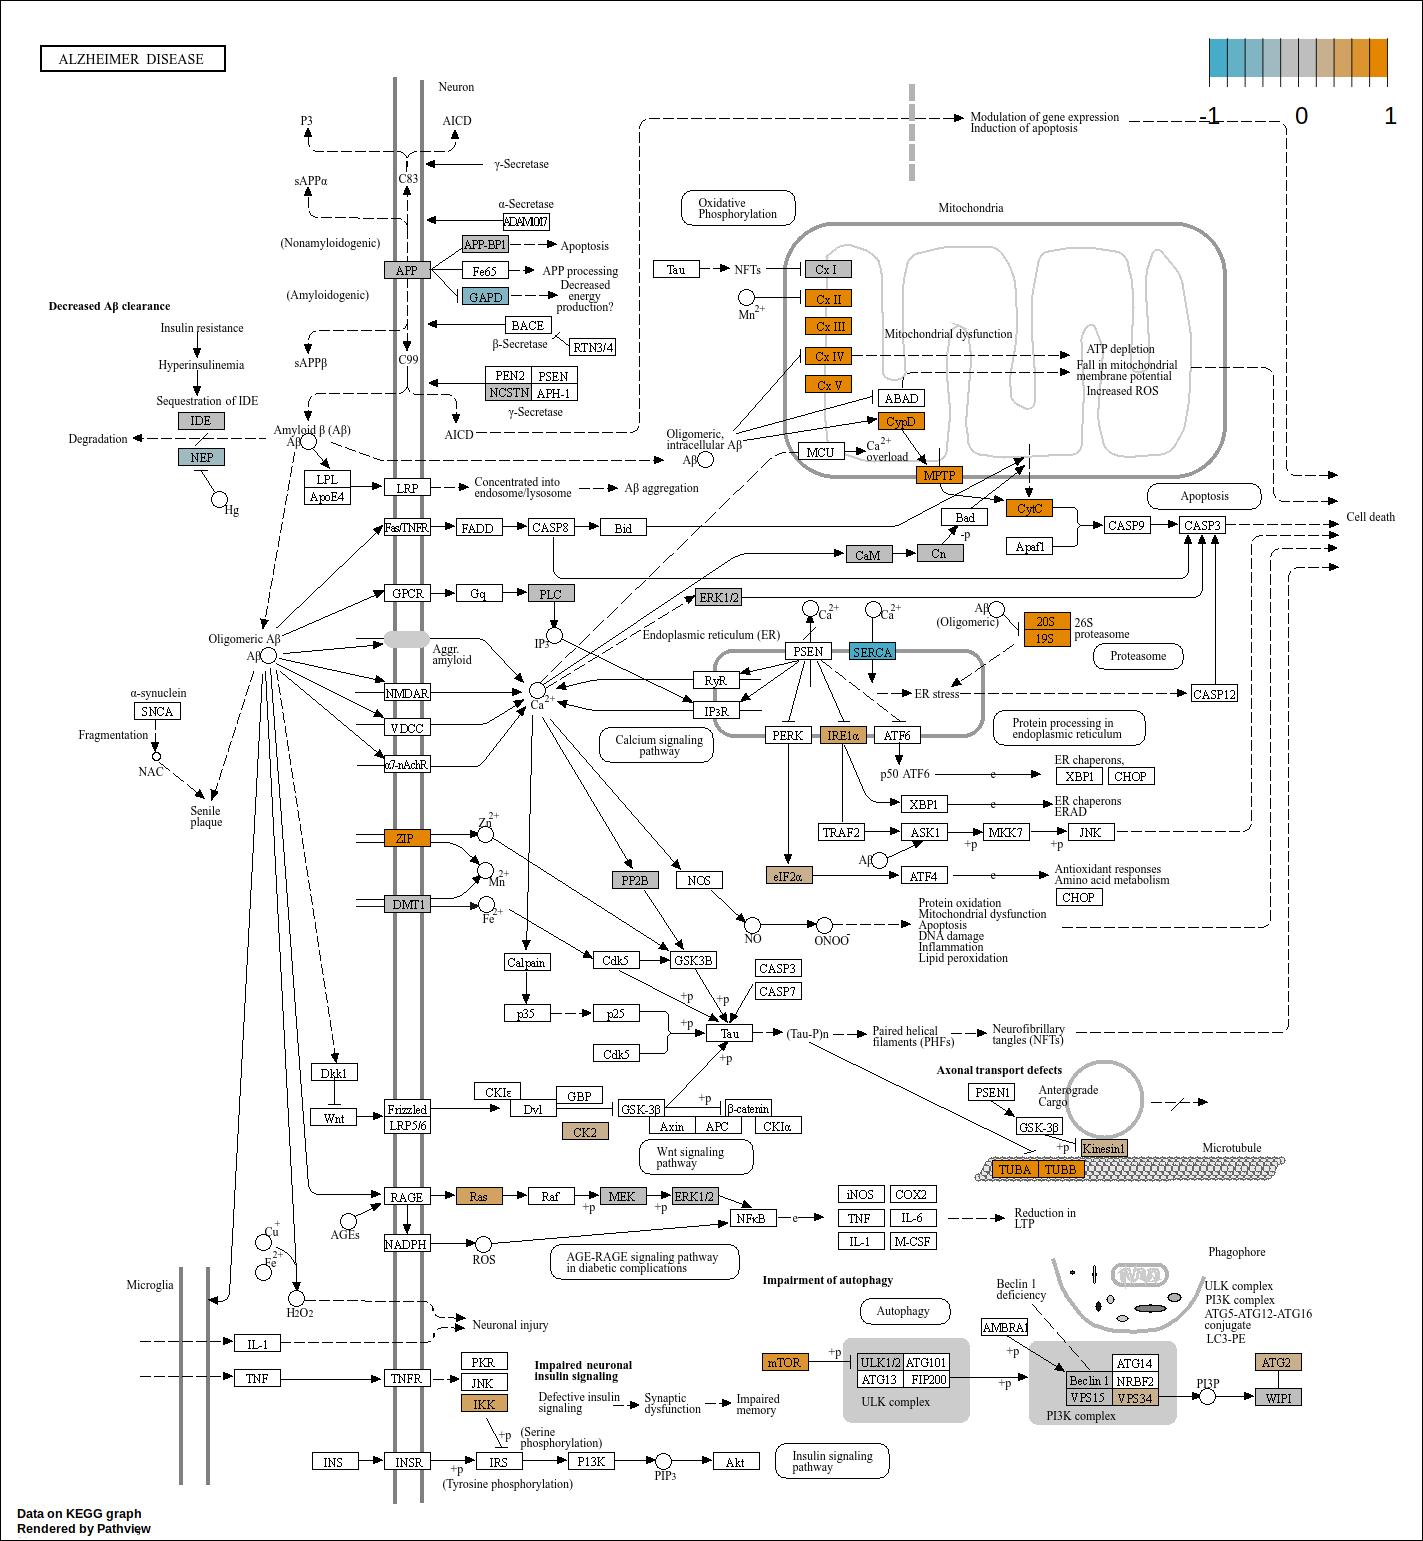 ALZHEIMER DISEASE
-1 0 1
Neuron
P3
AICD
γ-Secretase
C83
sAPPα
α-Secretase
ADAM10/17
(Nonamyloidogenic)
APP-BP1
Apoptosis
APP
Fe65
APP processing
(Amyloidogenic)
GAPD
Decreased
energy
production?
BACE
β-Secretase
RTN3/4
sAPPβ
C99
PEN2
PSEN
NCSTN
APH-1
γ-Secretase
AICD
Decreased Aβ clearance
Insulin resistance
Hyperinsulinemia
Sequestration of IDE
IDE
Degradation
NEP
Hg
Amyloid β (Aβ)
Aβ
LPL
ApoE4
LRP
Concentrated into
endosome/lysosome
Aβ aggregation
Modulation of gene expression
Induction of apoptosis
Oxidative
Phosphorylation
Mitochondria
Tau
NFTs
Mn2+
Cx I
Cx II
Cx III
Cx IV
Cx V
Mitochondrial dysfunction
ATP depletion
Fall in mitochondrial
membrane potential
Increased ROS
ABAD
CypD
Oligomeric,
intracellular Aβ
Aβ
MCU
Ca2+
overload
MPTP
CytC
Bad
-p
Apaf1
Apoptosis
CASP9
CASP3
Cell death
Fas/TNFR
FADD
CASP8
Bid
CaM
Cn
GPCR
Gq
PLC
ERK1/2
IP3
Endoplasmic reticulum (ER)
Ca2+
Ca2+
Aβ
(Oligomeric)
20S
19S
26S
proteasome
Proteasome
Oligomeric Aβ
Aβ
Aggr.
amyloid
PSEN
SERCA
RyR
IP3R
ER stress
CASP12
NMDAR
Ca2+
VDCC
α7-nAchR
α-synuclein
SNCA
Fragmentation
NAC
Senile
plaque
Calcium signaling
pathway
PERK
IRE1α
ATF6
Protein processing in
endoplasmic reticulum
p50 ATF6
e
ER chaperons,
XBP1
CHOP
XBP1
e
ER chaperons
ERAD
TRAF2
ASK1
MKK7
JNK
+p
+p
Aβ
eIF2α
ATF4
e
Antioxidant responses
Amino acid metabolism
CHOP
ZIP
Zn2+
Mn2+
DMT1
Fe2+
PP2B
NOS
NO
ONOO-
Protein oxidation
Mitochondrial dysfunction
Apoptosis
DNA damage
Inflammation
Lipid peroxidation
Calpain
Cdk5
GSK3B
CASP3
CASP7
+p
+p
p35
p25
+p
Cdk5
Tau
+p
(Tau-P)n
Paired helical
filaments (PHFs)
Neurofibrillary
tangles (NFTs)
Dkk1
Wnt
Frizzled
LRP5/6
CKIε
Dvl
GBP
CK2
GSK-3β
+p
β-catenin
Axin
APC
CKIα
Wnt signaling
pathway
Axonal transport defects
PSEN1
Anterograde
Cargo
GSK-3β
+p
Kinesin1
Microtubule
TUBA
TUBB
RAGE
Ras
Raf
MEK
ERK1/2
+p
+p
AGEs
NADPH
ROS
NFκB
e
iNOS
COX2
TNF
IL-6
IL-1
M-CSF
Reduction in
LTP
AGE-RAGE signaling pathway
in diabetic complications
Cu+
Fe2+
H2O2
Microglia
Neuronal injury
IL-1
TNF
TNFR
PKR
JNK
IKK
Impaired neuronal
insulin signaling
Defective insulin
signaling
Synaptic
dysfunction
Impaired
memory
+p
(Serine
phosphorylation)
INS
INSR
+p
IRS
P13K
PIP3
Akt
(Tyrosine phosphorylation)
Insulin signaling
pathway
Impairment of autophagy
Autophagy
mTOR
+p
ULK1/2
ATG101
ATG13
FIP200
ULK complex
+p
Beclin 1
deficiency
AMBRA1
+p
ATG14
Beclin 1
NRBF2
VPS15
VPS34
PI3K complex
PI3P
ATG2
WIPI
Phagophore
ULK complex
PI3K complex
ATG5-ATG12-ATG16
conjugate
LC3-PE
Data on KEGG graph
Rendered by Pathview